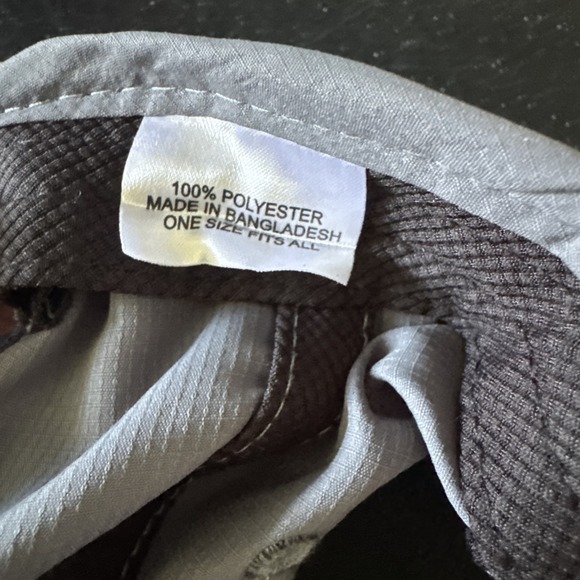 100% POLYESTER
MADE IN BANGLADESH
ONE SIZE FITS ALL